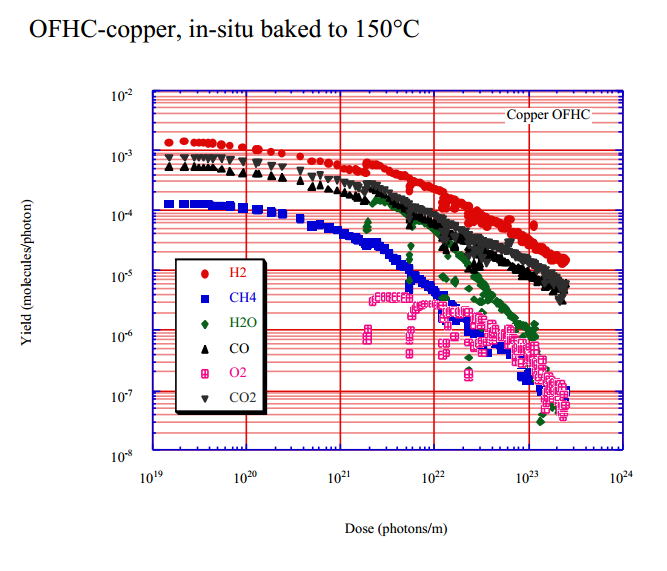 OFHC-copper, in-situ baked to 150°C
Copper OFHC
Yield (molecules/photon)
10⁻²
10⁻³
10⁻⁴
10⁻⁵
10⁻⁶
10⁻⁷
10⁻⁸
H2
CH4
H2O
CO
O2
CO2
10¹⁹
10²⁰
10²¹
10²²
10²³
10²⁴
Dose (photons/m)